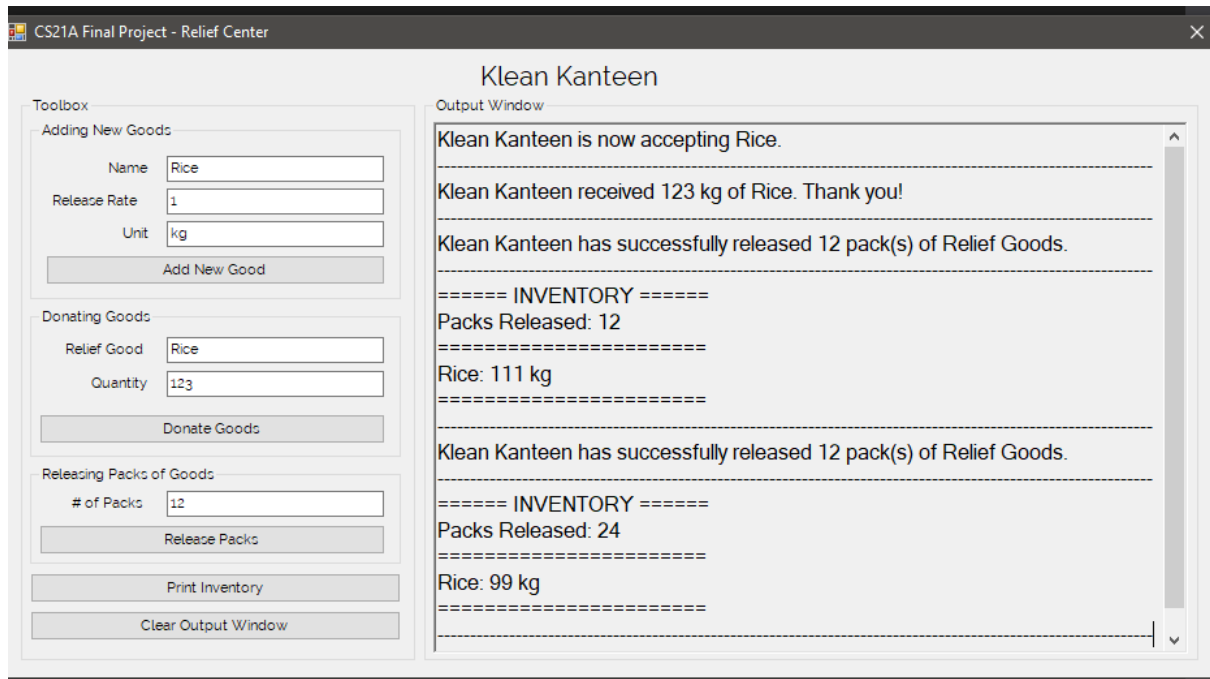 CS21A Final Project - Relief Center
Klean Kanteen
Toolbox
Adding New Goods
Name Rice
Release Rate 1
Unit kg
Add New Good
Donating Goods
Relief Good Rice
Quantity 123
Donate Goods
Releasing Packs of Goods
# of Packs 12
Release Packs
Print Inventory
Clear Output Window
Output Window
Klean Kanteen is now accepting Rice.
--------------------------------------------------------------------------------
Klean Kanteen received 123 kg of Rice. Thank you!
--------------------------------------------------------------------------------
Klean Kanteen has successfully released 12 pack(s) of Relief Goods.
--------------------------------------------------------------------------------
====== INVENTORY ======
Packs Released: 12
=======================
Rice: 111 kg
=======================
--------------------------------------------------------------------------------
Klean Kanteen has successfully released 12 pack(s) of Relief Goods.
--------------------------------------------------------------------------------
====== INVENTORY ======
Packs Released: 24
=======================
Rice: 99 kg
=======================
--------------------------------------------------------------------------------